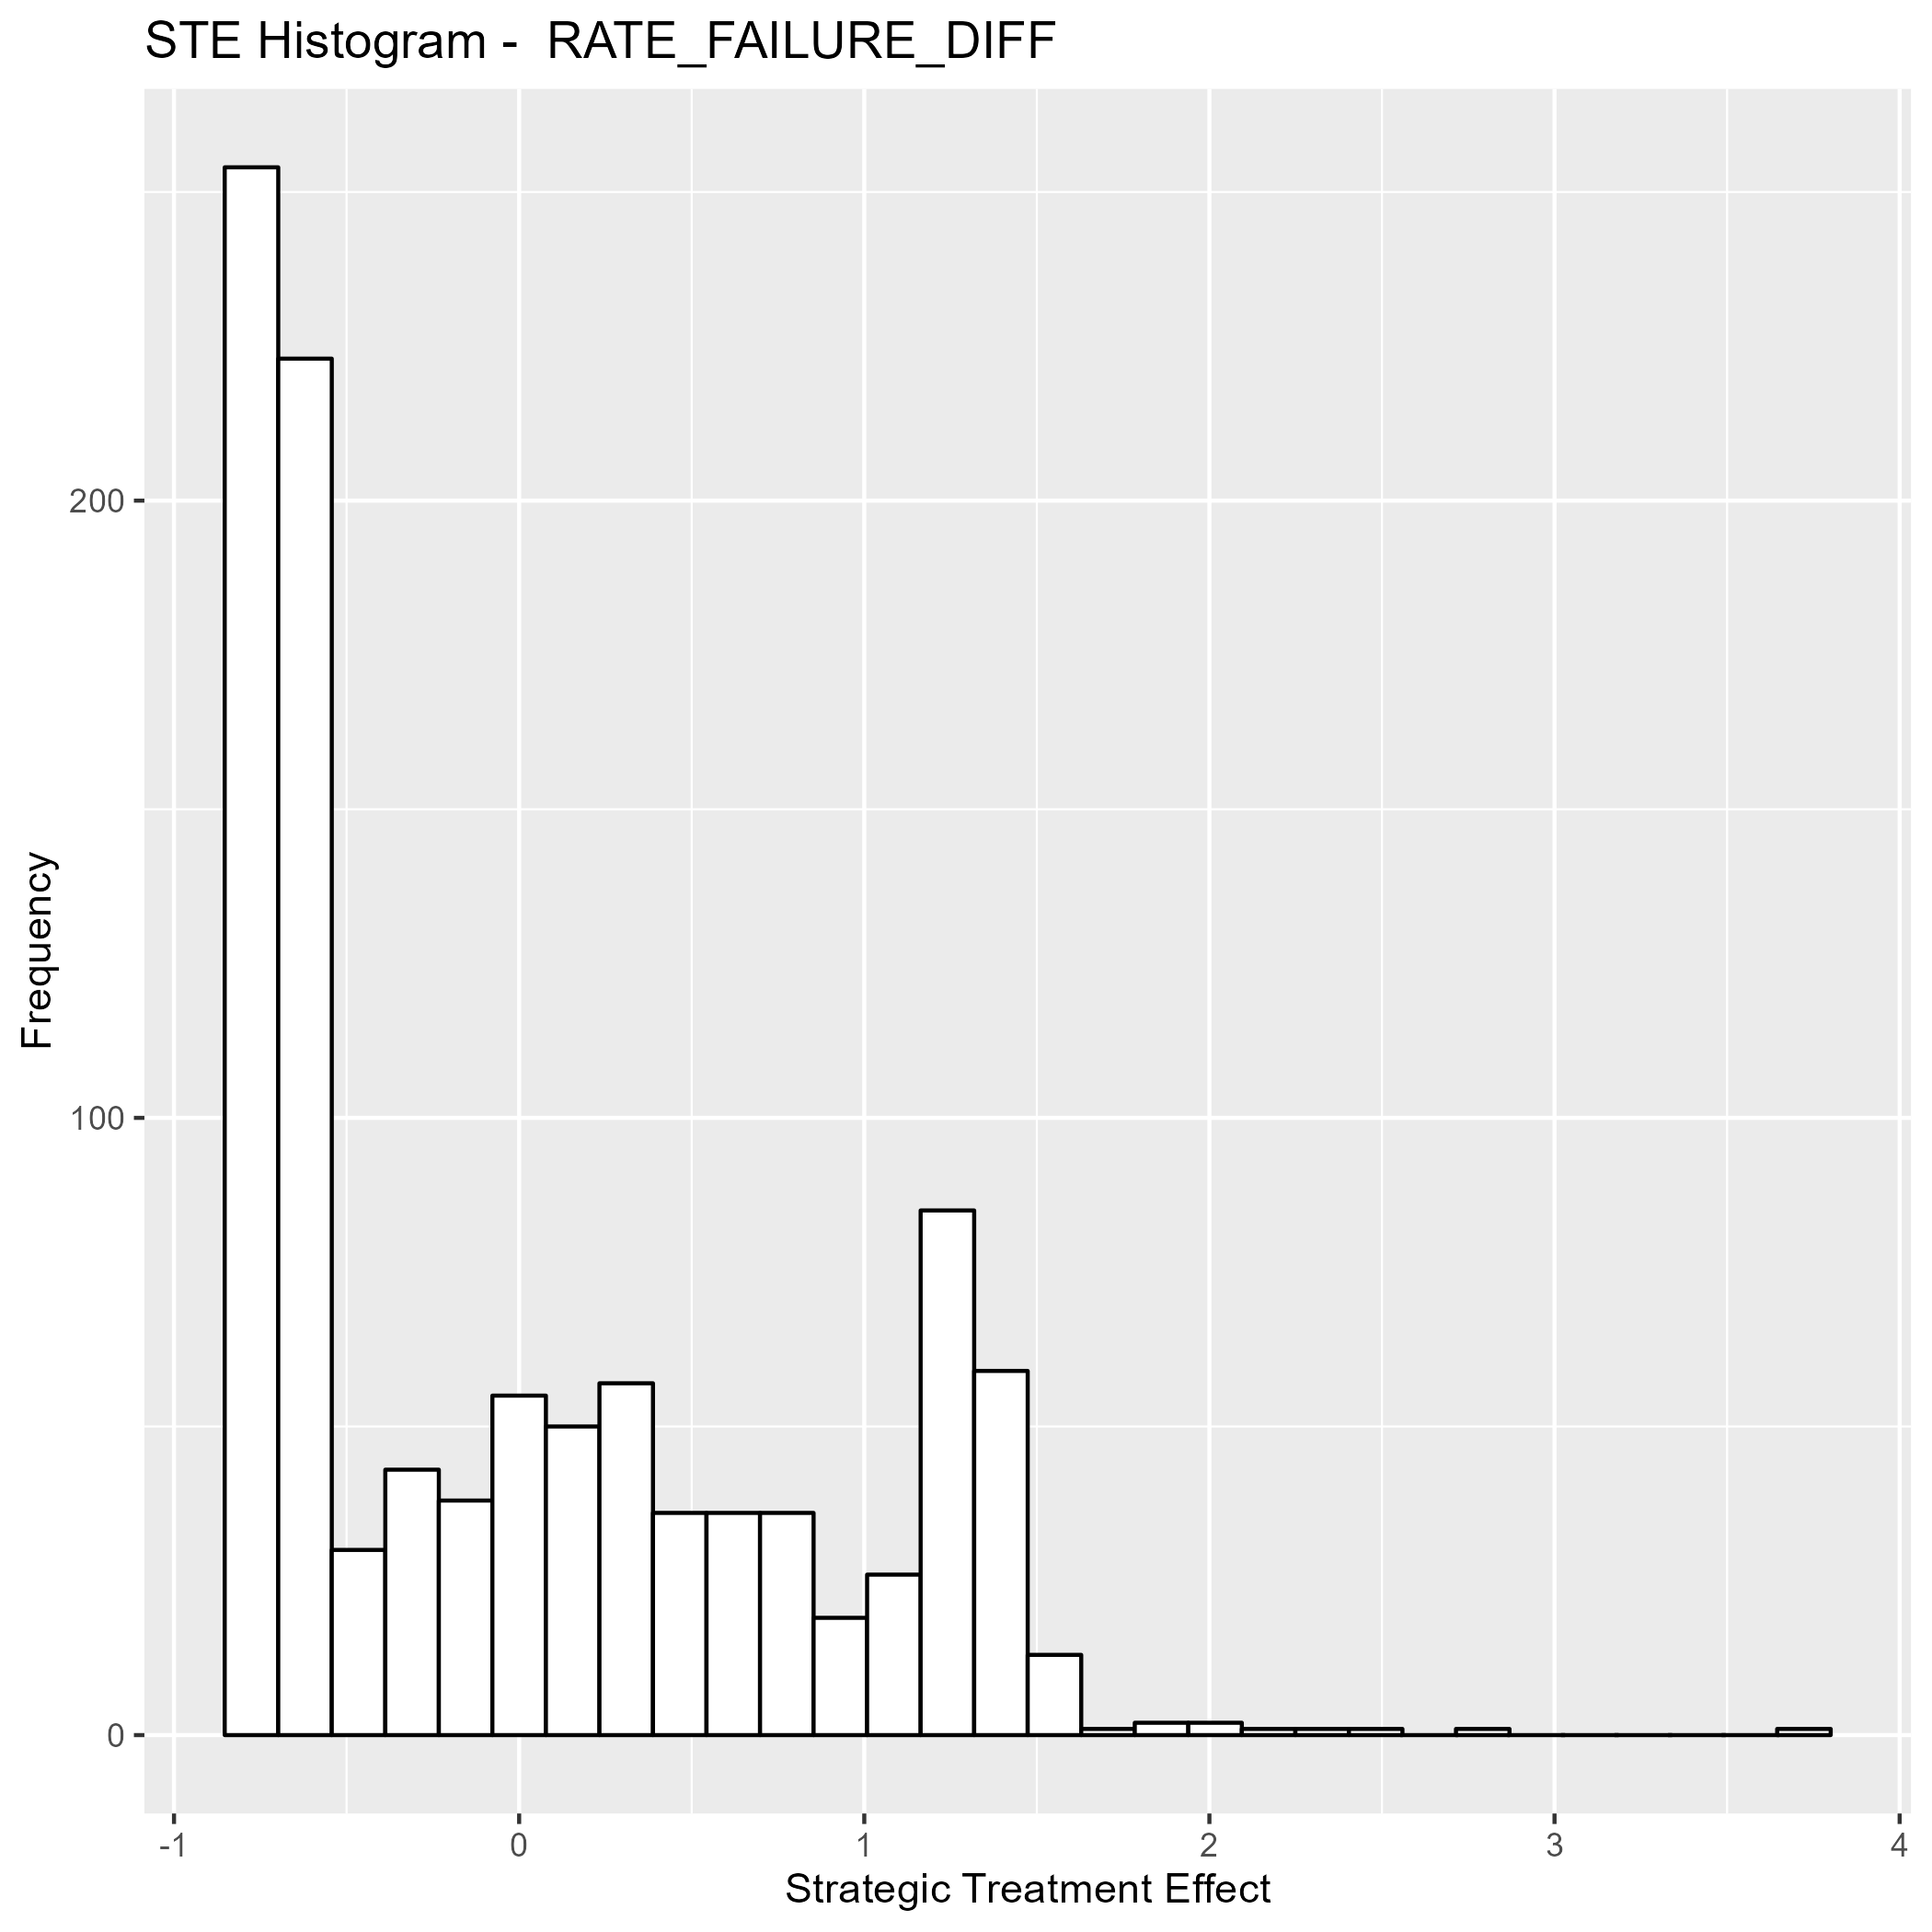 STE Histogram -  RATE_FAILURE_DIFF
Frequency
200
100
0
-1 0 1 2 3 4
Strategic Treatment Effect